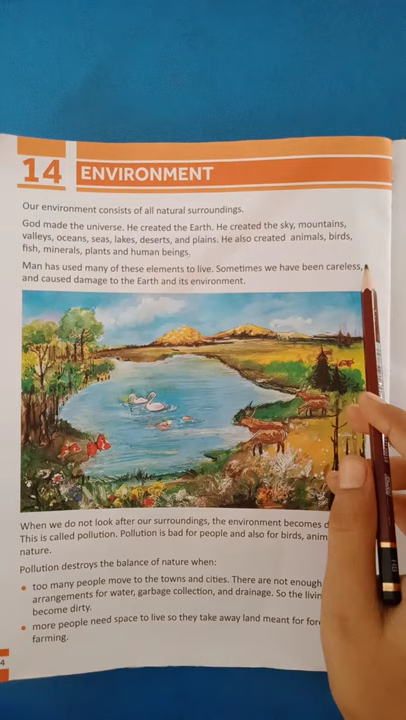 14 ENVIRONMENT
Our environment consists of all natural surroundings.
God made the universe. He created the Earth. He created the sky, mountains,
valleys, oceans, seas, lakes, deserts, and plains. He also created animals, birds,
fish, minerals, plants and human beings.
Man has used many of these elements to live. Sometimes we have been careless,
and caused damage to the Earth and its environment.
When we do not look after our surroundings, the environment becomes d
This is called pollution. Pollution is bad for people and also for birds, anim
nature.
Pollution destroys the balance of nature when:
• too many people move to the towns and cities. There are not enough
arrangements for water, garbage collection, and drainage. So the livin
become dirty.
• more people need space to live so they take away land meant for fore
farming.
4
HB